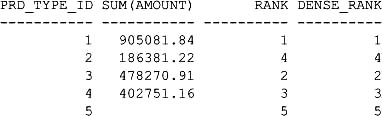 PRD_TYPE_ID SUM(AMOUNT) RANK DENSE_RANK
----------- ----------- ---------- ----------
1 905081.84 1 1
2 186381.22 4 4
3 478270.91 2 2
4 402751.16 3 3
5 5 5